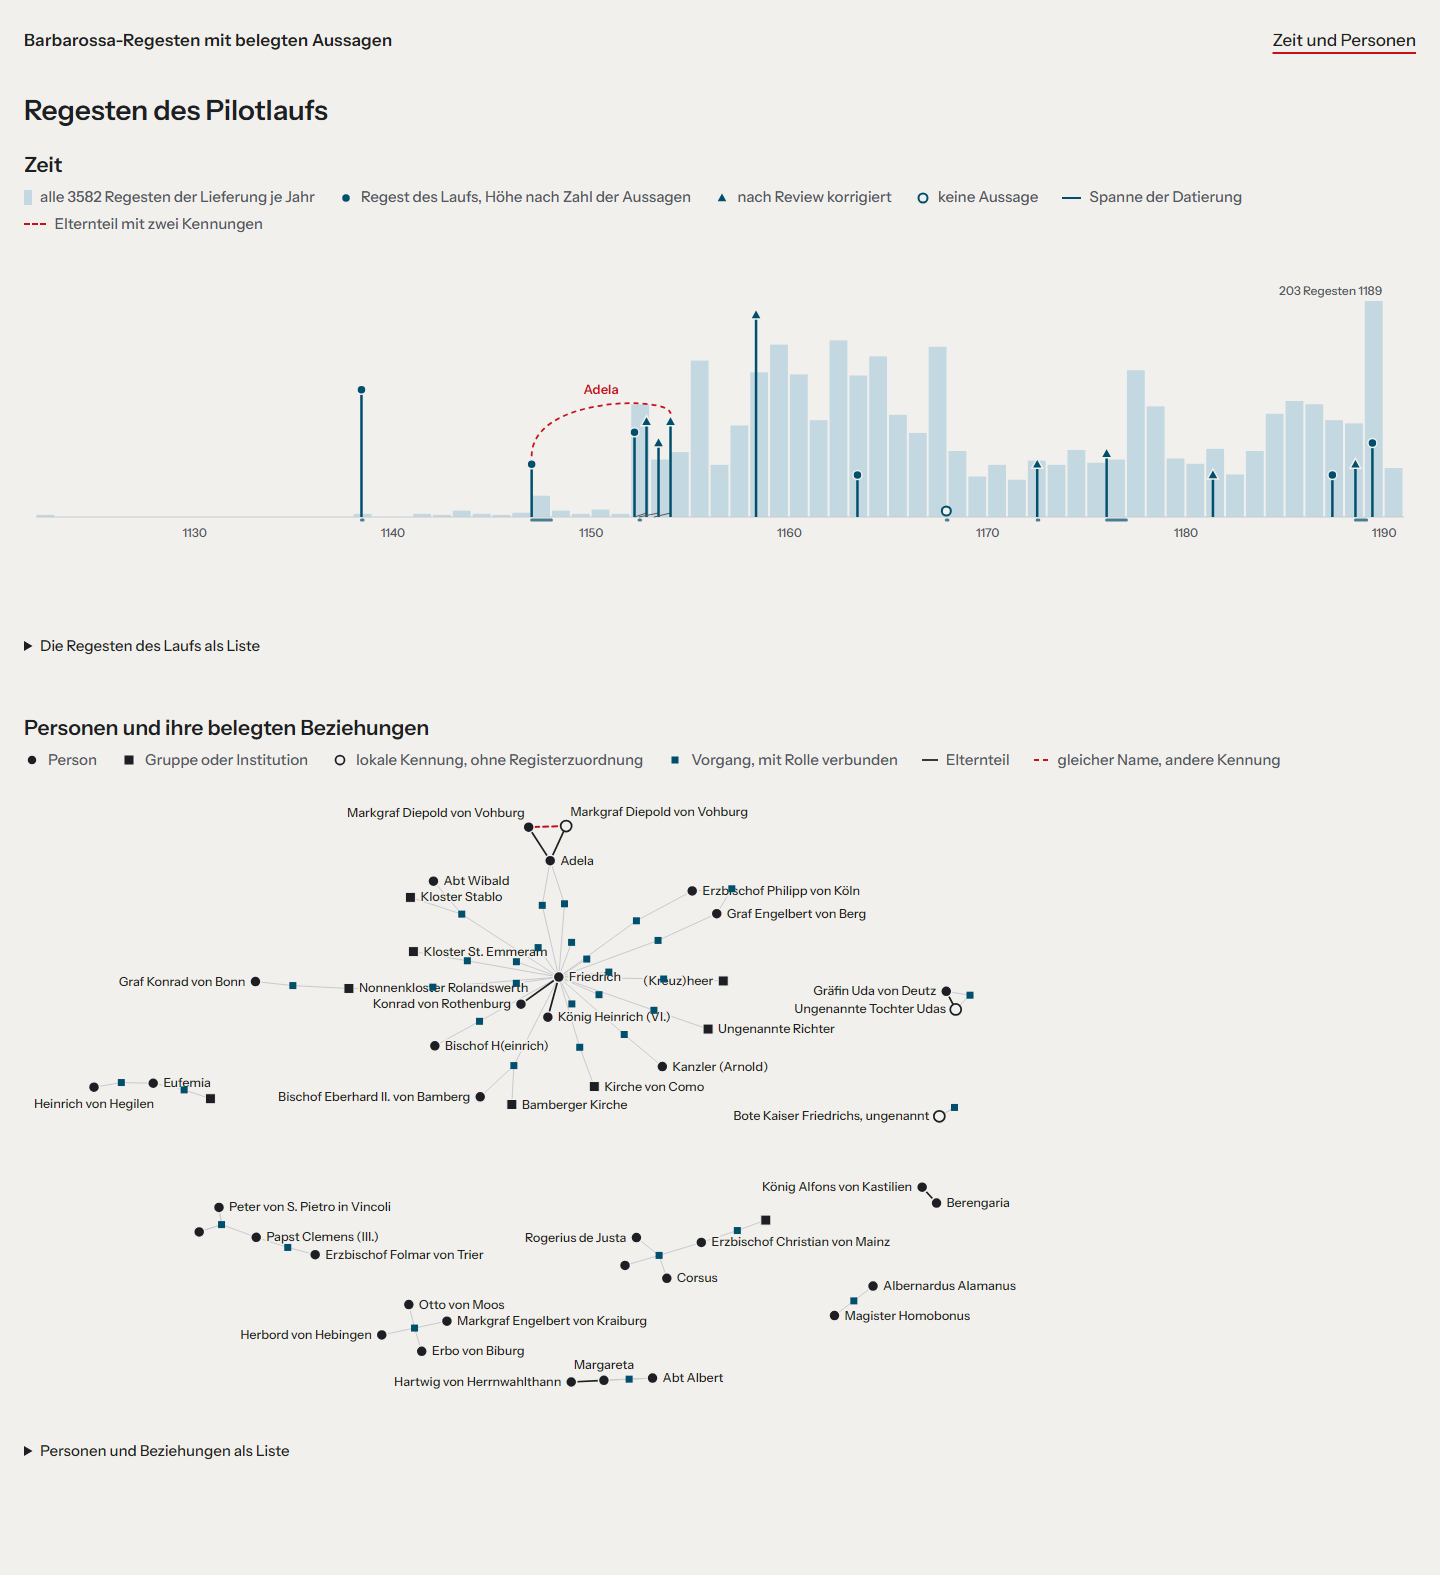 Barbarossa-Regesten mit belegten Aussagen
Zeit und Personen
Regesten des Pilotlaufs
Zeit
alle 3582 Regesten der Lieferung je Jahr
Regest des Laufs, Höhe nach Zahl der Aussagen
nach Review korrigiert
keine Aussage
Spanne der Datierung
Elternteil mit zwei Kennungen
203 Regesten 1189
Adela
1130
1140
1150
1160
1170
1180
1190
Die Regesten des Laufs als Liste
Personen und ihre belegten Beziehungen
Person
Gruppe oder Institution
lokale Kennung, ohne Registerzuordnung
Vorgang, mit Rolle verbunden
Elternteil
gleicher Name, andere Kennung
Markgraf Diepold von Vohburg
Markgraf Diepold von Vohburg
Adela
Abt Wibald
Kloster Stablo
Erzbischof Philipp von Köln
Graf Engelbert von Berg
Kloster St. Emmeram
Friedrich
(Kreuz)heer
Graf Konrad von Bonn
Nonnenkloster Rolandswerth
Gräfin Uda von Deutz
Konrad von Rothenburg
Ungenannte Tochter Udas
König Heinrich (VI.)
Ungenannte Richter
Bischof H(einrich)
Kanzler (Arnold)
Eufemia
Kirche von Como
Heinrich von Hegilen
Bischof Eberhard II. von Bamberg
Bamberger Kirche
Bote Kaiser Friedrichs, ungenannt
König Alfons von Kastilien
Berengaria
Peter von S. Pietro in Vincoli
Papst Clemens (III.)
Rogerius de Justa
Erzbischof Christian von Mainz
Erzbischof Folmar von Trier
Corsus
Albernardus Alamanus
Otto von Moos
Magister Homobonus
Markgraf Engelbert von Kraiburg
Herbord von Hebingen
Erbo von Biburg
Margareta
Hartwig von Herrnwahlthann
Abt Albert
Personen und Beziehungen als Liste